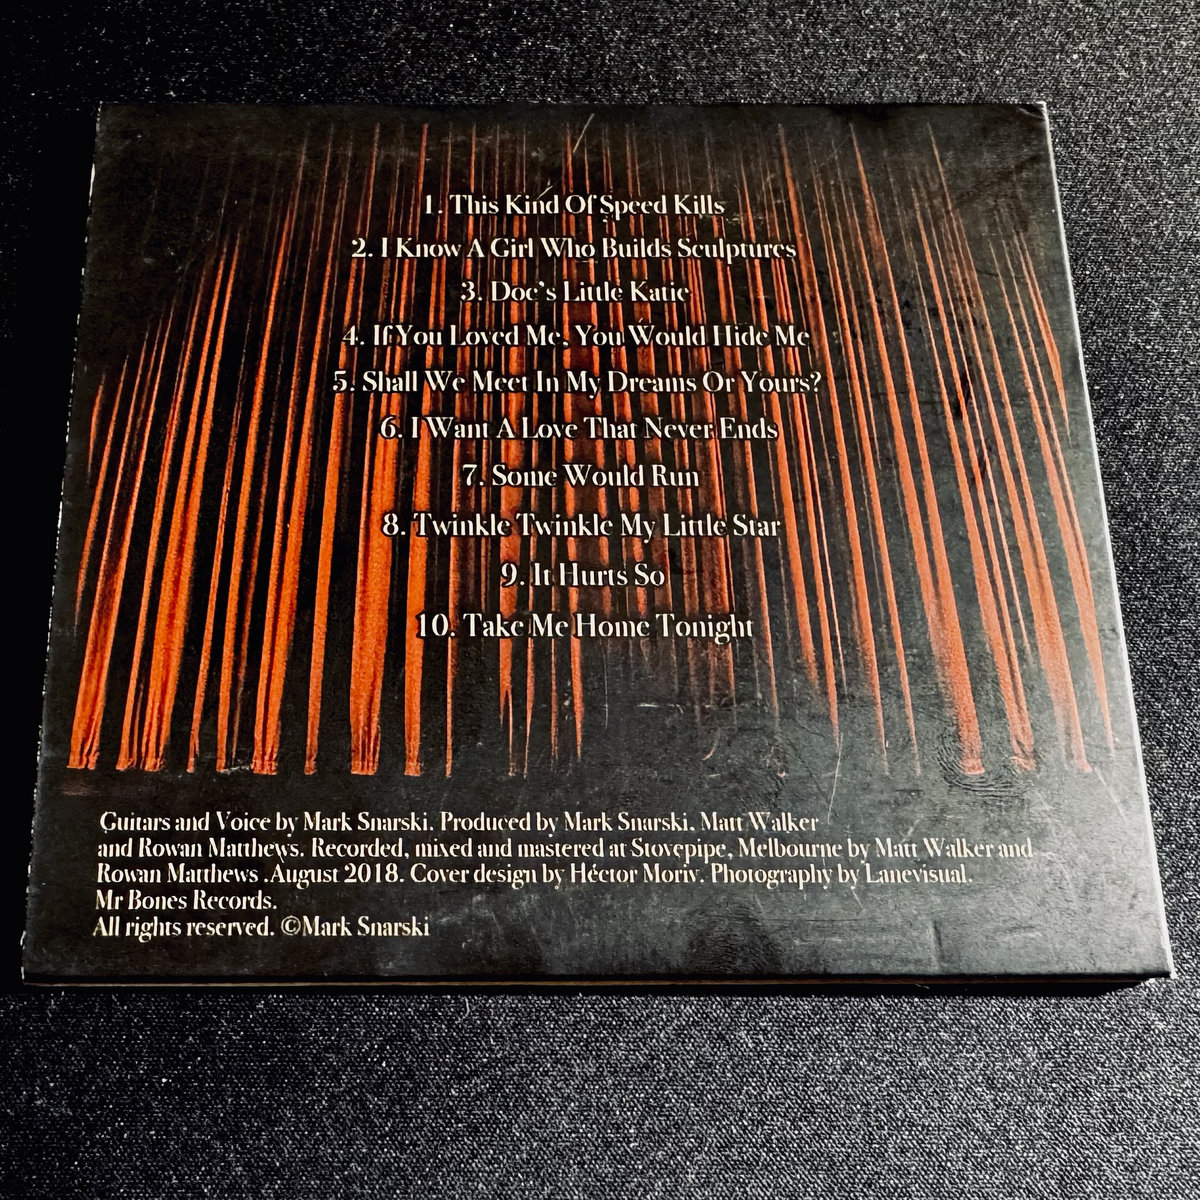 1. This Kind Of Speed Kills
2. I Know A Girl Who Builds Sculptures
3. Doc's Little Katie
4. If You Loved Me, You Would Hide Me
5. Shall We Meet In My Dreams Or Yours?
6. I Want A Love That Never Ends
7. Some Would Run
8. Twinkle Twinkle My Little Star
9. It Hurts So
10. Take Me Home Tonight
Guitars and Voice by Mark Snarski. Produced by Mark Snarski, Matt Walker
and Rowan Matthews. Recorded, mixed and mastered at Stovepipe, Melbourne by Matt Walker and
Rowan Matthews .August 2018. Cover design by Héctor Moriv. Photography by Lanevisual.
Mr Bones Records.
All rights reserved. ©Mark Snarski